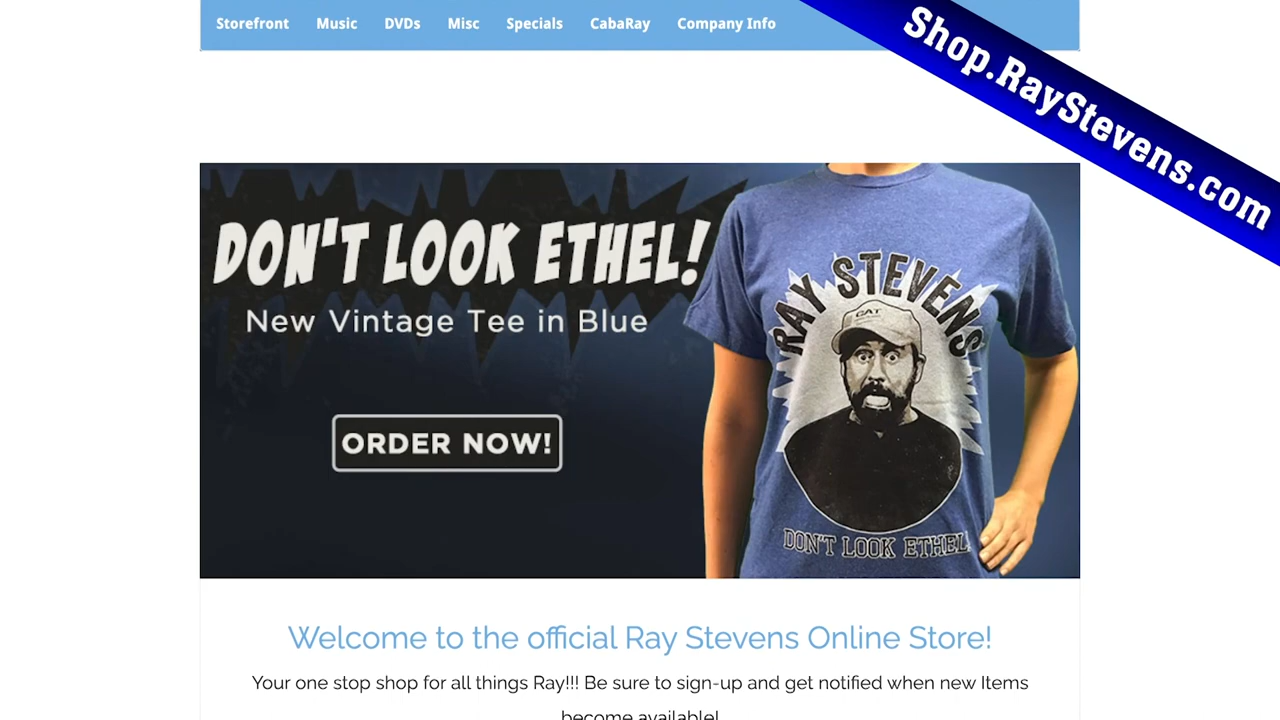 Storefront Music DVDs Misc Specials CabaRay Company Info
Shop.RayStevens.com
DON'T LOOK ETHEL!
New Vintage Tee in Blue
ORDER NOW!
RAY STEVENS
CAT
DON'T LOOK ETHEL!
Welcome to the official Ray Stevens Online Store!
Your one stop shop for all things Ray!!! Be sure to sign-up and get notified when new Items
become available!